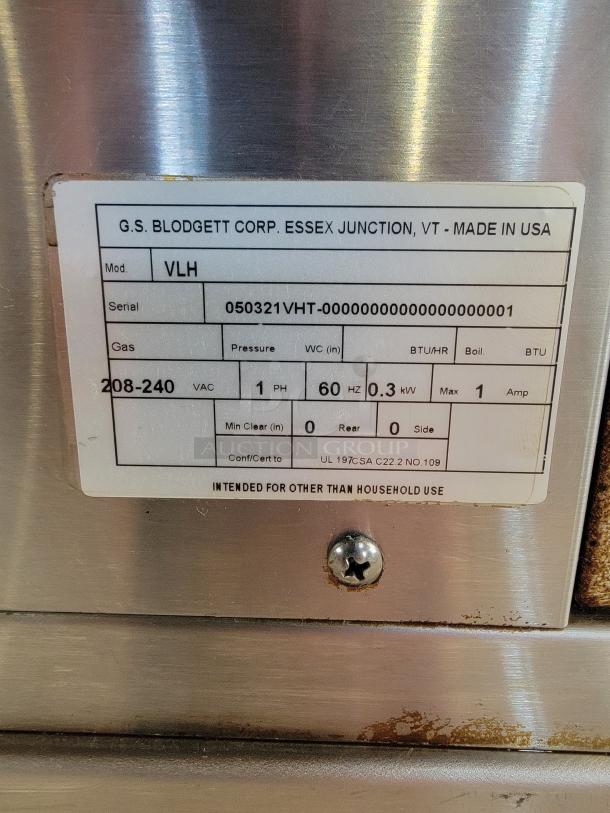 G.S. BLODGETT CORP. ESSEX JUNCTION, VT - MADE IN USA
Mod. VLH
Serial 050321VHT-00000000000000000001
Gas Pressure WC (in) BTU/HR Boil. BTU
208-240 VAC 1 PH 60 HZ 0.3 kW Max 1 Amp
Min Clear (in) 0 Rear 0 Side
AUCTION GROUP
Conf/Cert to UL 197CSA C22.2 NO.109
INTENDED FOR OTHER THAN HOUSEHOLD USE